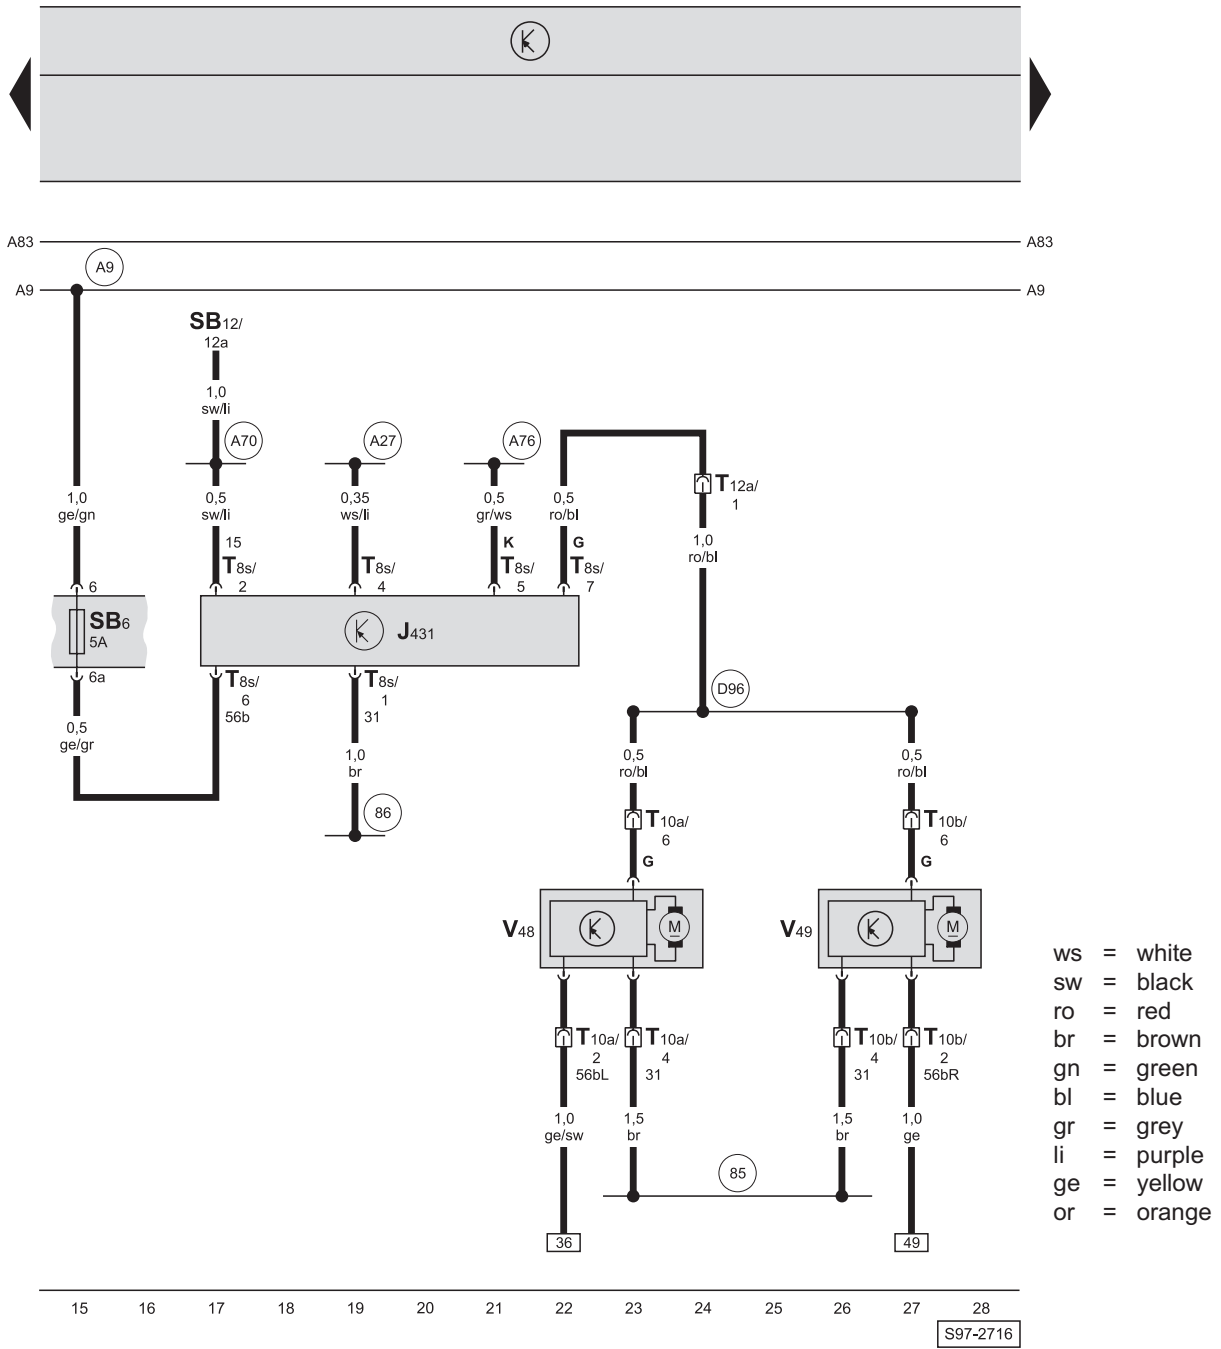 A83 A83
A9
A9 A9
SB12/
12a
1,0
sw/li
A70 A27 A76
1,0
ge/gn
0,5
sw/li
0,35
ws/li
0,5
gr/ws
0,5
ro/bl
T12a/
1
15
K G
1,0
ro/bl
T8s/
2
T8s/
4
T8s/
5
T8s/
7
6
SB6
5A
J431
6a
T8s/
6
56b
T8s/
1
31
D96
0,5
ge/gr
1,0
br
0,5
ro/bl
0,5
ro/bl
86
T10a/
6
T10b/
6
G G
V48 M V49 M
T10a/
2
56bL
T10a/
4
31
T10b/
4
31
T10b/
2
56bR
1,0
ge/sw
1,5
br
1,5
br
1,0
ge
85
36 49
ws = white
sw = black
ro = red
br = brown
gn = green
bl = blue
gr = grey
li = purple
ge = yellow
or = orange
15 16 17 18 19 20 21 22 23 24 25 26 27 28
S97-2716